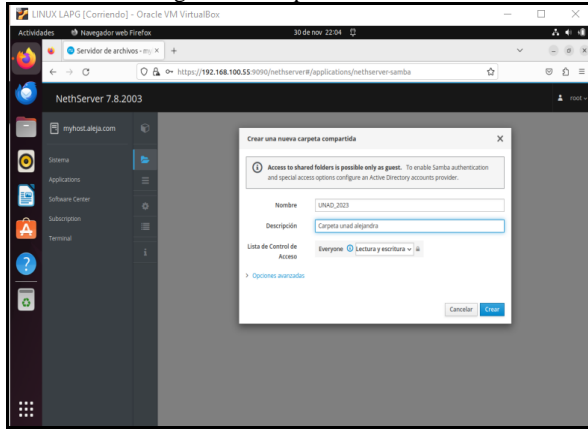 LINUX LAPG [Corriendo] - Oracle VM VirtualBox
Actividades Navegador web Firefox 30 de nov 22:04
Servidor de archivos - my
https://192.168.100.55:9090/nethserver#/applications/nethserver-samba
NethServer 7.8.2003 root
myhost.aleja.com
Sistema
Applications
Software Center
Subscription
Terminal
Crear una nueva carpeta compartida
Access to shared folders is possible only as guest. To enable Samba authentication
and special access options configure an Active Directory accounts provider.
Nombre UNAD_2023
Descripción Carpeta unad alejandra
Lista de Control de
Acceso Everyone Lectura y escritura
Opciones avanzadas
Cancelar Crear